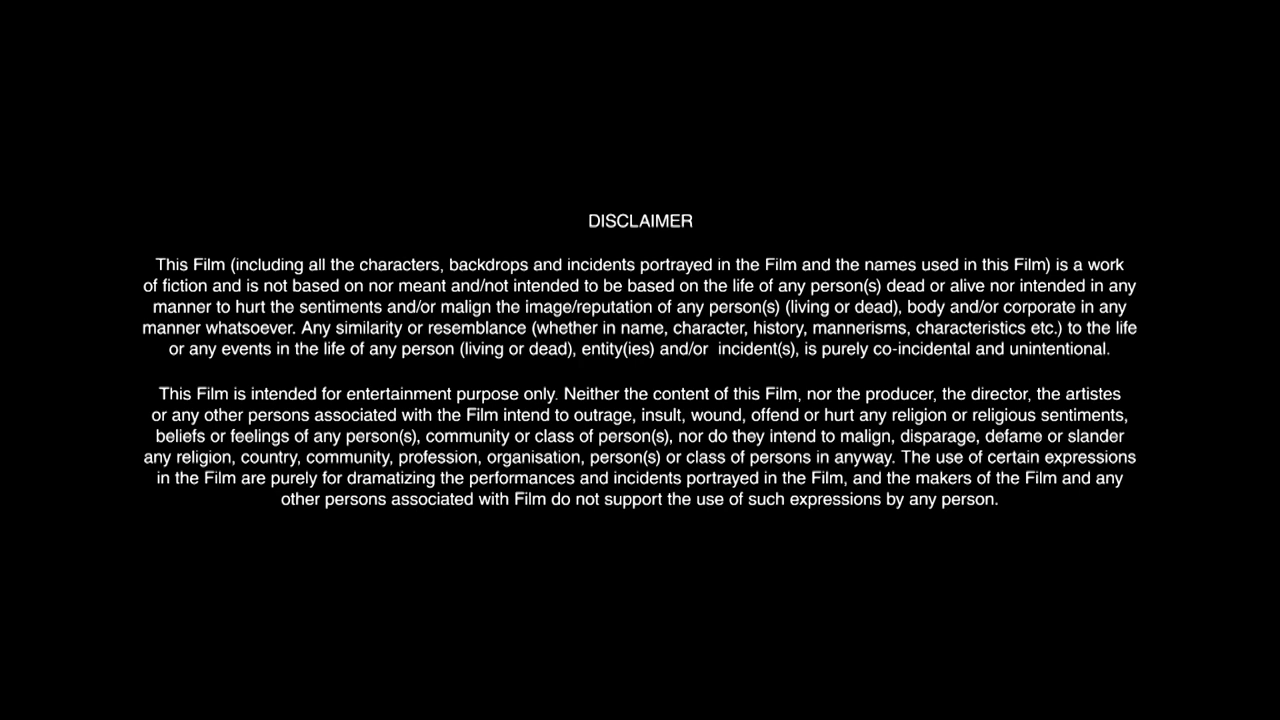 DISCLAIMER
This Film (including all the characters, backdrops and incidents portrayed in the Film and the names used in this Film) is a work
of fiction and is not based on nor meant and/not intended to be based on the life of any person(s) dead or alive nor intended in any
manner to hurt the sentiments and/or malign the image/reputation of any person(s) (living or dead), body and/or corporate in any
manner whatsoever. Any similarity or resemblance (whether in name, character, history, mannerisms, characteristics etc.) to the life
or any events in the life of any person (living or dead), entity(ies) and/or  incident(s), is purely co-incidental and unintentional.
This Film is intended for entertainment purpose only. Neither the content of this Film, nor the producer, the director, the artistes
or any other persons associated with the Film intend to outrage, insult, wound, offend or hurt any religion or religious sentiments,
beliefs or feelings of any person(s), community or class of person(s), nor do they intend to malign, disparage, defame or slander
any religion, country, community, profession, organisation, person(s) or class of persons in anyway. The use of certain expressions
in the Film are purely for dramatizing the performances and incidents portrayed in the Film, and the makers of the Film and any
other persons associated with Film do not support the use of such expressions by any person.